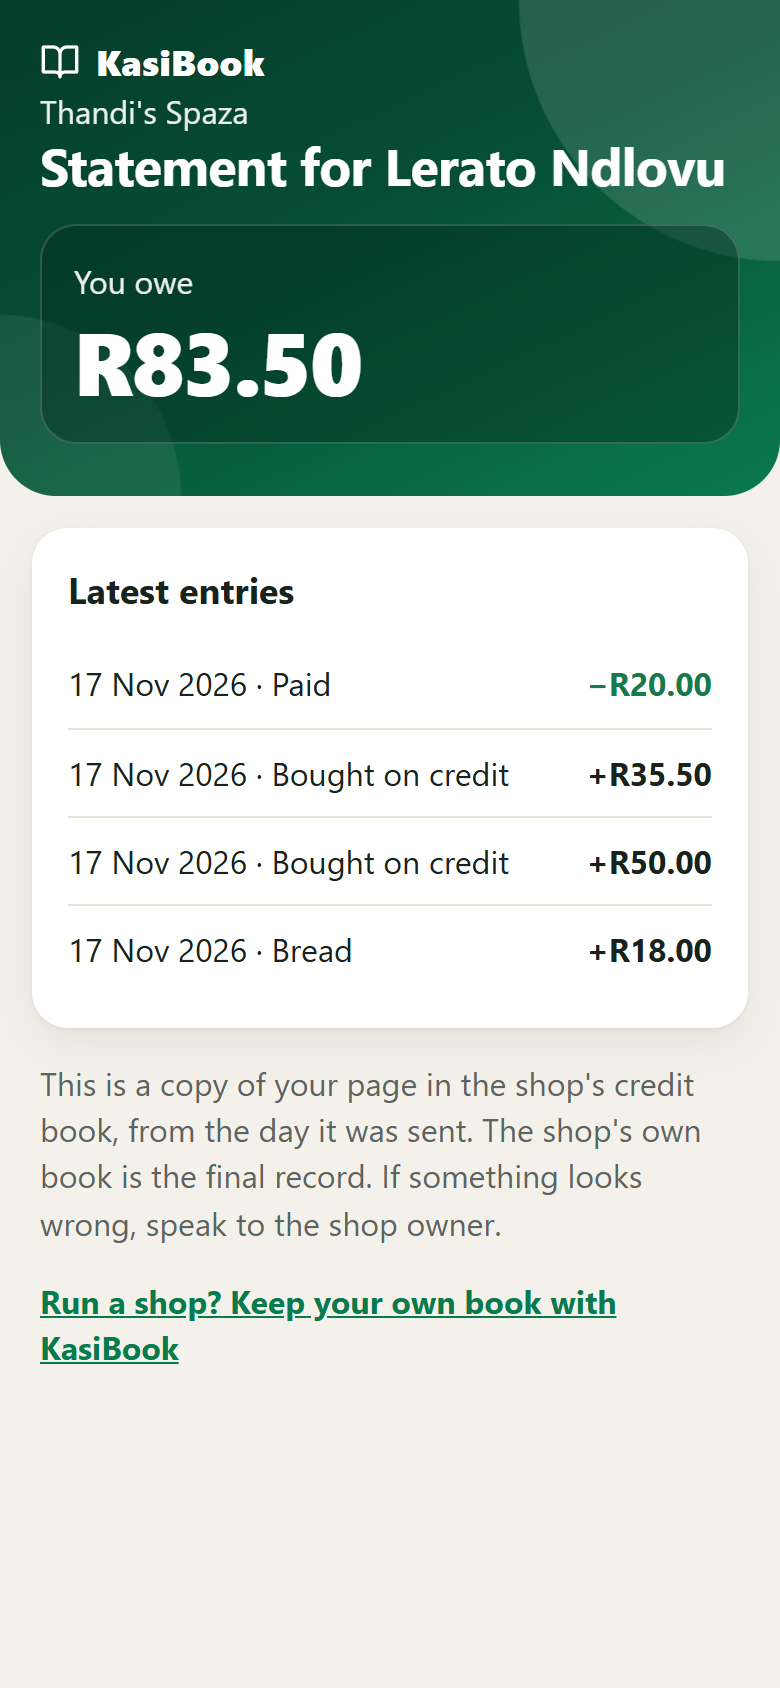 KasiBook
Thandi's Spaza
Statement for Lerato Ndlovu
You owe
R83.50
Latest entries
17 Nov 2026 · Paid −R20.00
17 Nov 2026 · Bought on credit +R35.50
17 Nov 2026 · Bought on credit +R50.00
17 Nov 2026 · Bread +R18.00
This is a copy of your page in the shop's credit
book, from the day it was sent. The shop's own
book is the final record. If something looks
wrong, speak to the shop owner.
Run a shop? Keep your own book with
KasiBook